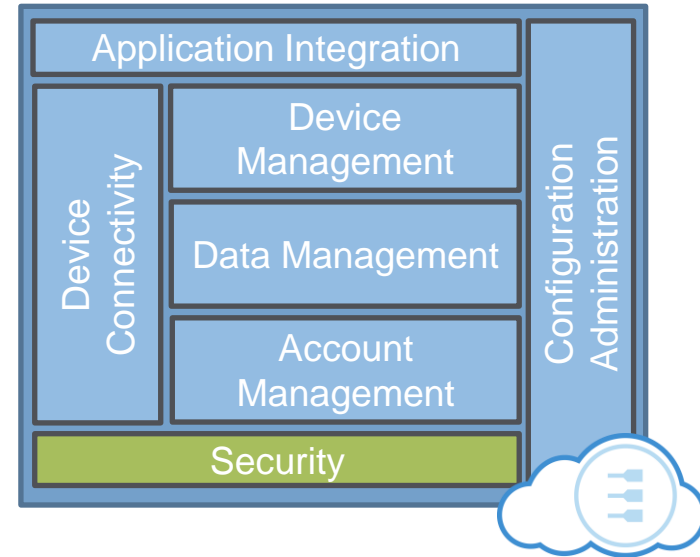 Application Integration
Device
Connectivity
Device
Management
Data Management
Account
Management
Configuration
Administration
Security